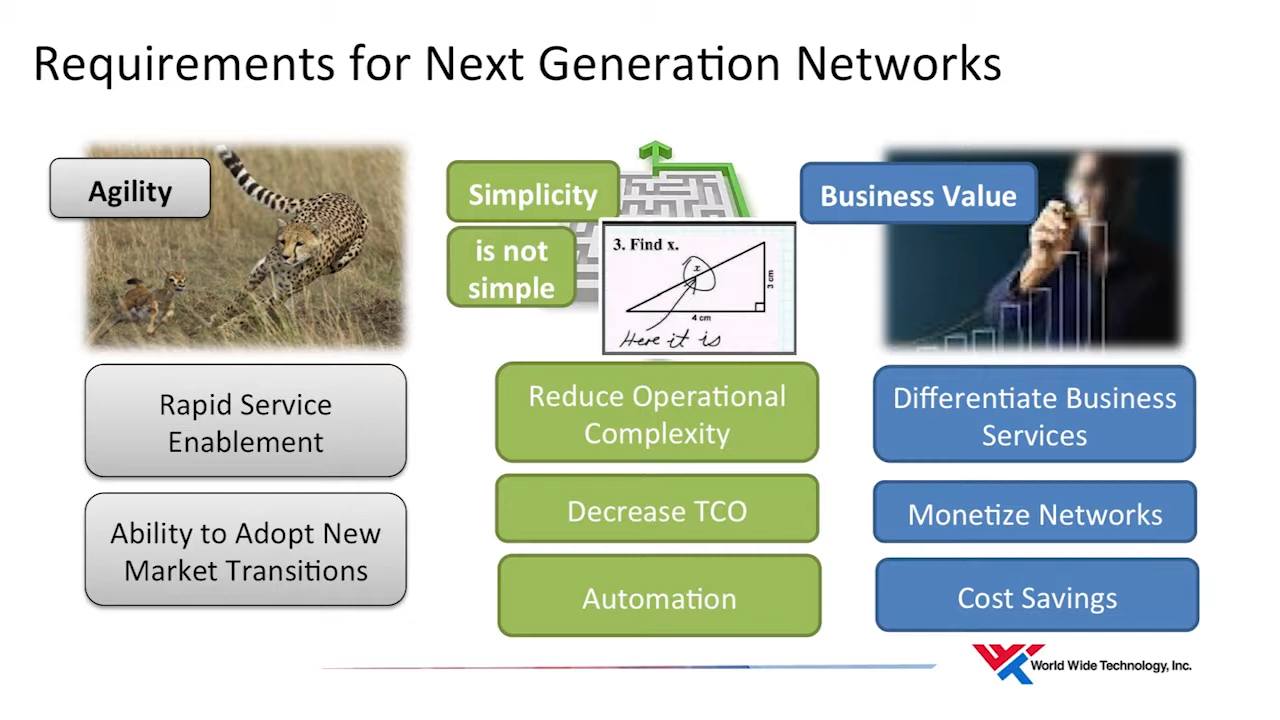 Requirements for Next Generation Networks
Agility
Rapid Service
Enablement
Ability to Adopt New
Market Transitions
Simplicity
is not
simple
3. Find x.
x
3 cm
4 cm
Here it is
Reduce Operational
Complexity
Decrease TCO
Automation
Business Value
Differentiate Business
Services
Monetize Networks
Cost Savings
World Wide Technology, Inc.